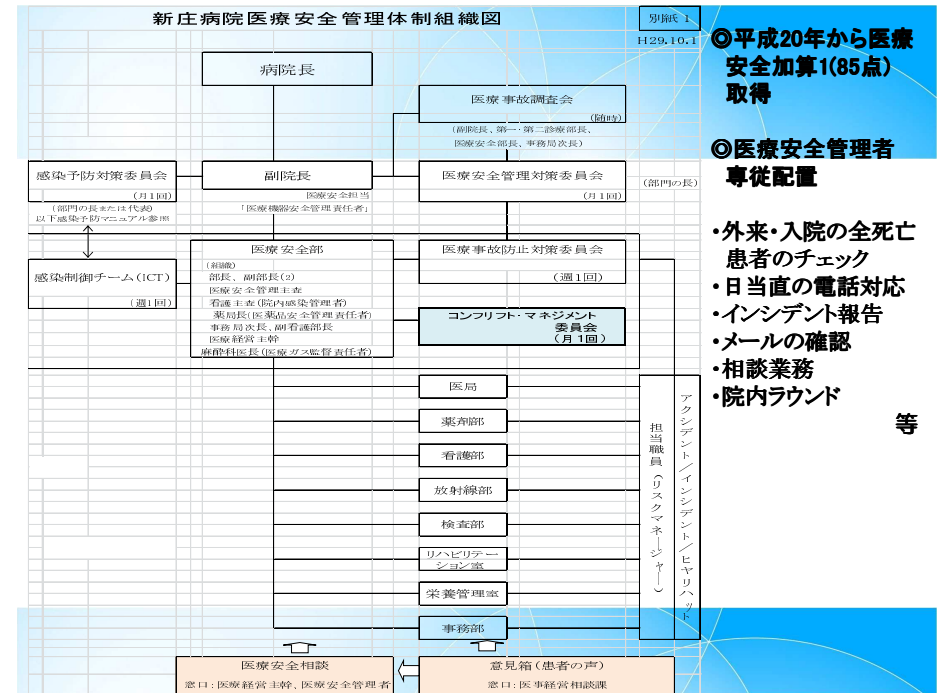 新庄病院医療安全管理体制組織図
別紙 1
H29.10.1
病院長
医療事故調査会
(随時)
(副院長、第一・第二診療部長、
医療安全部長、事務局次長)
感染予防対策委員会
(月1回)
(部門の長または代表)
以下感染予防マニュアル参照
副院長
医療安全担当
「医療機器安全管理責任者」
医療安全管理対策委員会
(月1回)
(部門の長)
感染制御チーム(ICT)
(週1回)
医療安全部
(組織)
部長、副部長(2)
医療安全管理主査
看護主査(院内感染管理者)
薬局長(医薬品安全管理責任者)
事務局次長、副看護部長
医療経営主幹
麻酔科医長(医療ガス監督責任者)
医療事故防止対策委員会
(週1回)
コンフリフト・マネジメント
委員会
(月1回)
医局
薬剤部
看護部
放射線部
検査部
リハビリテー
ション室
栄養管理室
事務部
担当職員(リスクマネージャー)
アクシデント/インシデント/ヒヤリハット
医療安全相談
窓口:医療経営主幹、医療安全管理者
意見箱(患者の声)
窓口:医事経営相談課
◎平成20年から医療
安全加算1(85点)
取得
◎医療安全管理者
専従配置
・外来・入院の全死亡
患者のチェック
・日当直の電話対応
・インシデント報告
・メールの確認
・相談業務
・院内ラウンド
等